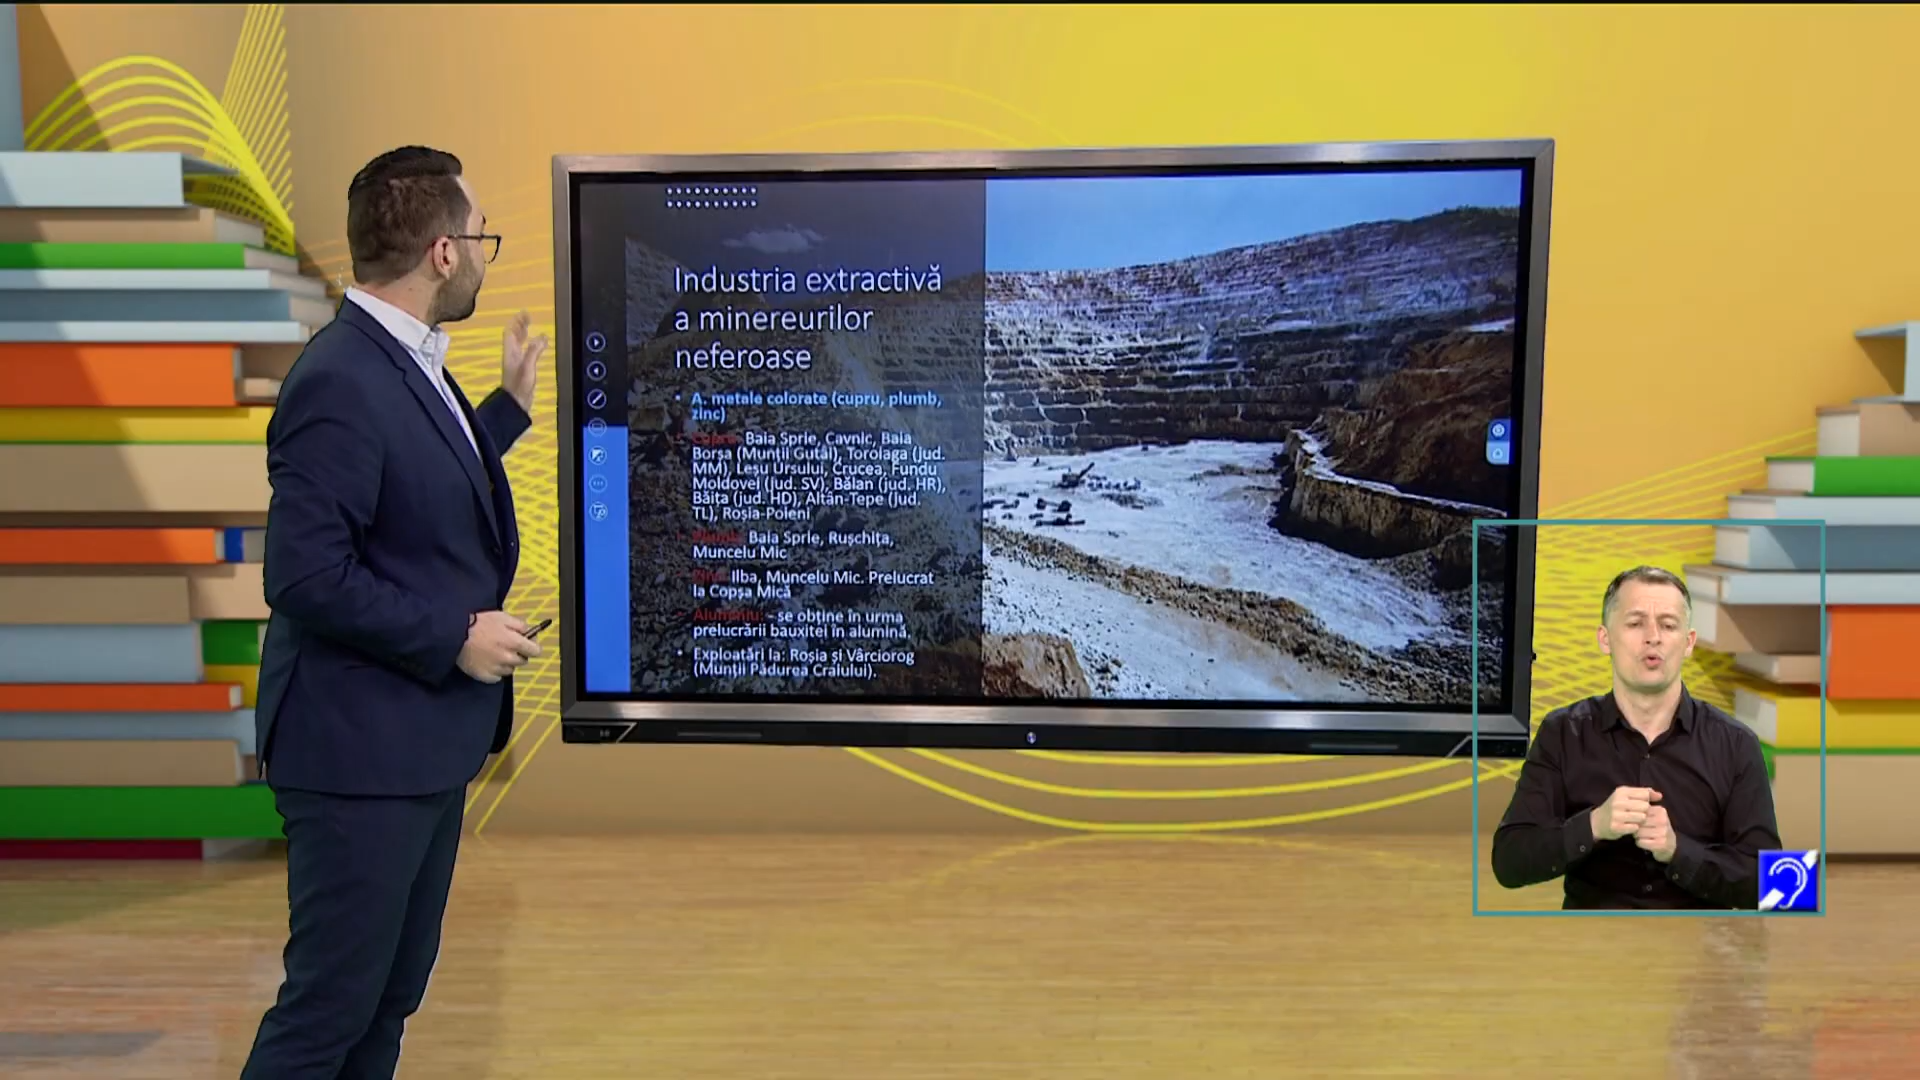 Industria extractivă
a minereurilor
neferoase
• A. metale colorate (cupru, plumb,
zinc)
Cupru: Baia Sprie, Cavnic, Baia
Borșa (Munții Gutâi), Toroiaga (jud.
MM), Leșu Ursului, Crucea, Fundu
Moldovei (jud. SV), Bălan (jud. HR),
Băița (jud. HD), Altân-Tepe (jud.
TL), Roșia-Poieni
Baia Sprie, Rușchița,
Muncelu Mic
Ilba, Muncelu Mic. Prelucrat
la Copșa Mică
Aluminiu: - se obține în urma
prelucrării bauxitei în alumină.
• Exploatări la: Roșia și Vârciorog
(Munții Pădurea Craiului).